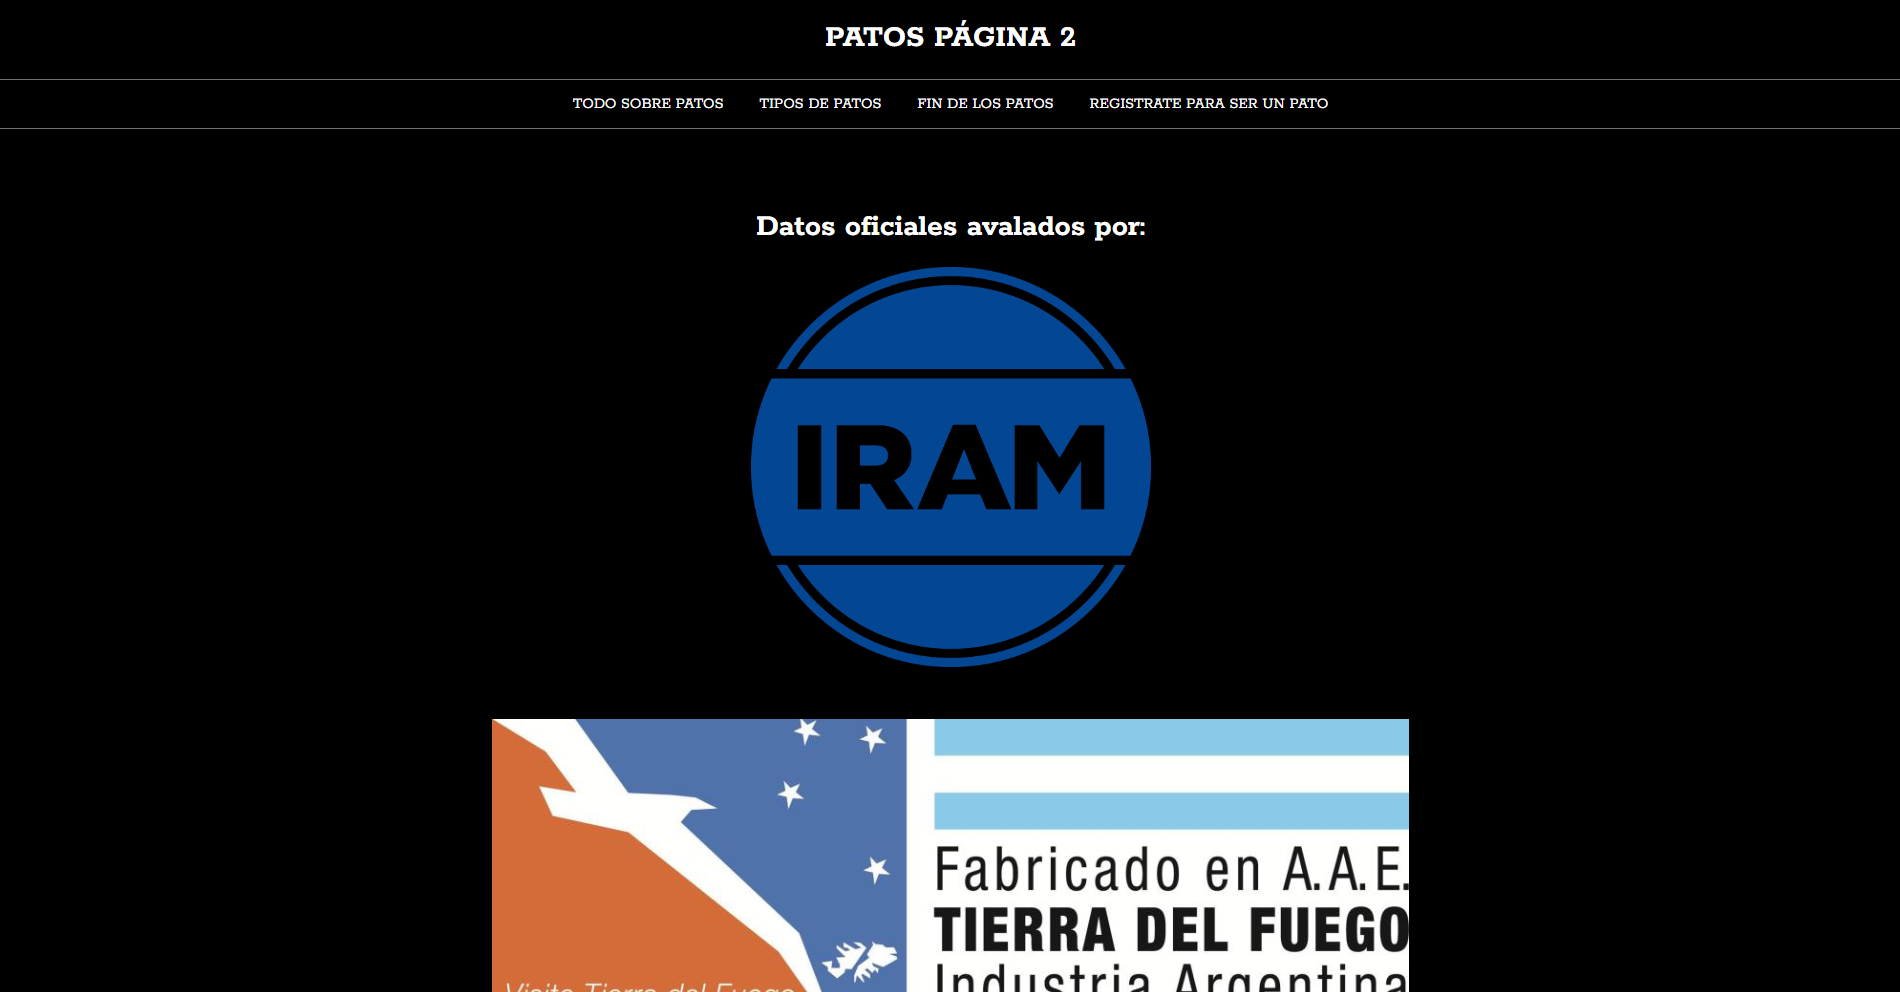 PATOS PÁGINA 2
TODO SOBRE PATOS TIPOS DE PATOS FIN DE LOS PATOS REGISTRATE PARA SER UN PATO
Datos oficiales avalados por:
IRAM
Fabricado en A.A.E.
TIERRA DEL FUEGO
Industria Argentina
Visite Tierra del Fuego